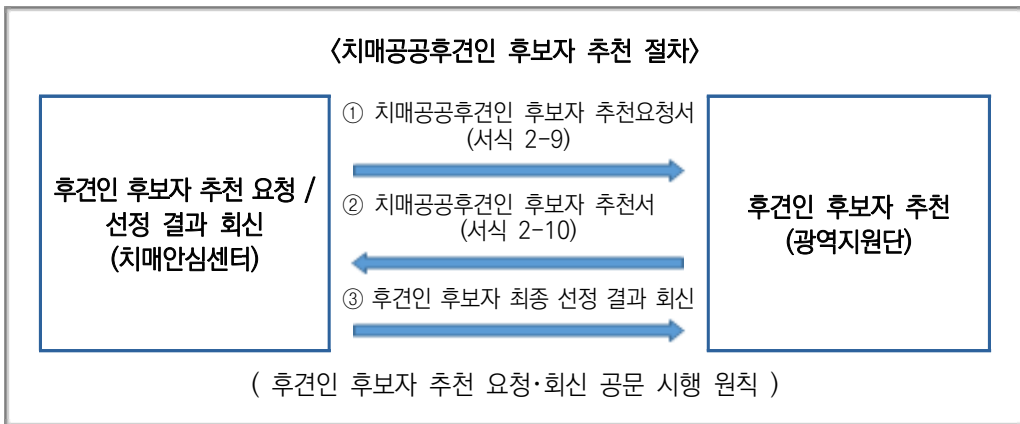 <치매공공후견인 후보자 추천 절차>
후견인 후보자 추천 요청 /
선정 결과 회신
(치매안심센터)
① 치매공공후견인 후보자 추천요청서
(서식 2-9)
② 치매공공후견인 후보자 추천서
(서식 2-10)
③ 후견인 후보자 최종 선정 결과 회신
후견인 후보자 추천
(광역지원단)
( 후견인 후보자 추천 요청·회신 공문 시행 원칙 )